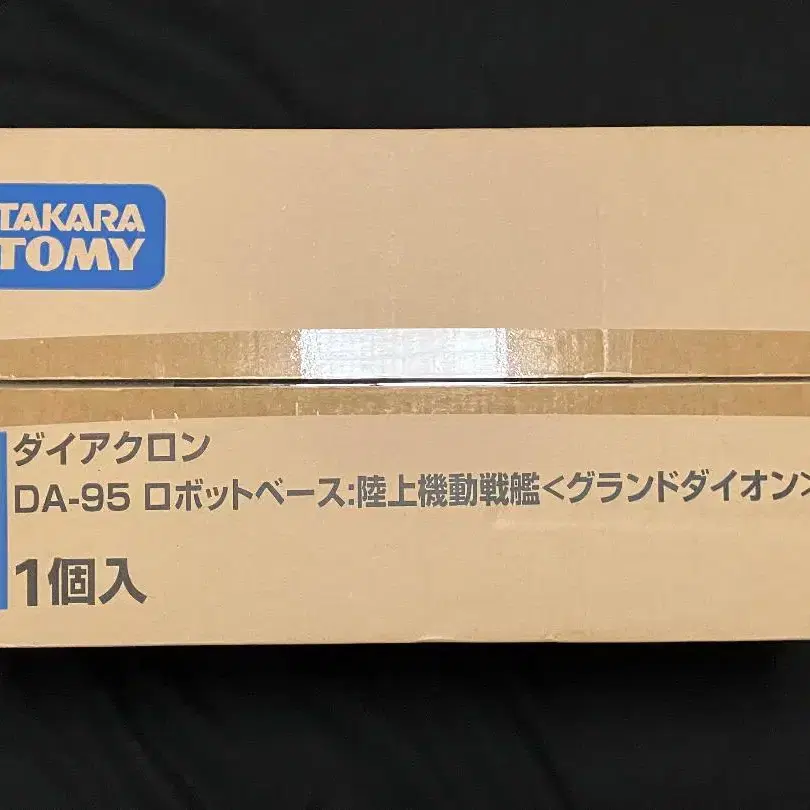 TAKARA
TOMY
ダイアクロン
DA-95 ロボットベース:陸上機動戦艦<グランドダイオン>
1個入